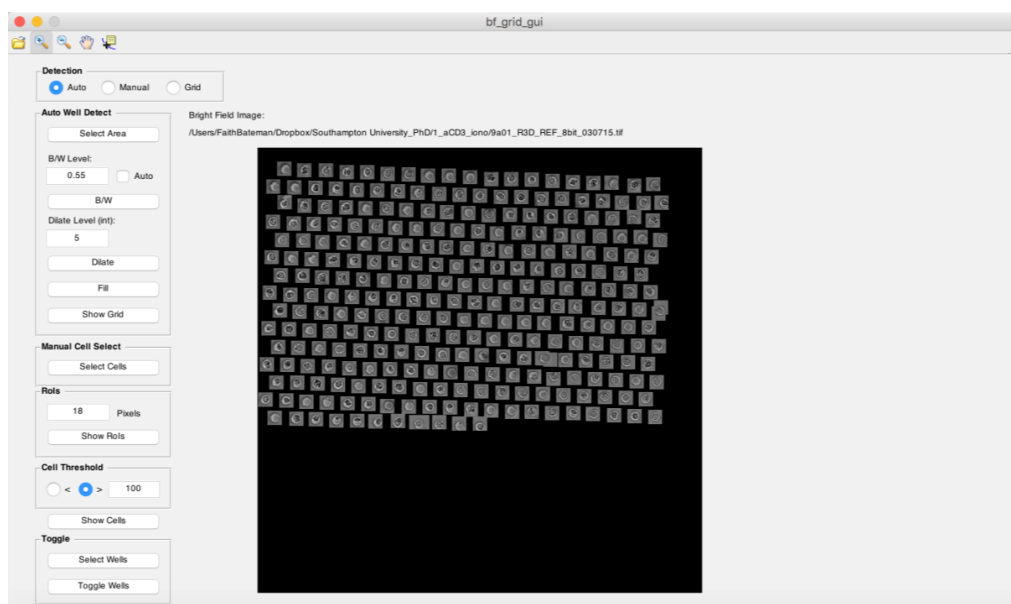 bf_grid_gui
Detection
Auto Manual Grid
Auto Well Detect
Select Area
B/W Level:
0.55 Auto
B/W
Dilate Level (int):
5
Dilate
Fill
Show Grid
Manual Cell Select
Select Cells
RoIs
18 Pixels
Show RoIs
Cell Threshold
< > 100
Show Cells
Toggle
Select Wells
Toggle Wells
Bright Field Image:
/Users/FaithBateman/Dropbox/Southampton University_PhD/1_aCD3_iono/9a01_R3D_REF_8bit_030715.tif